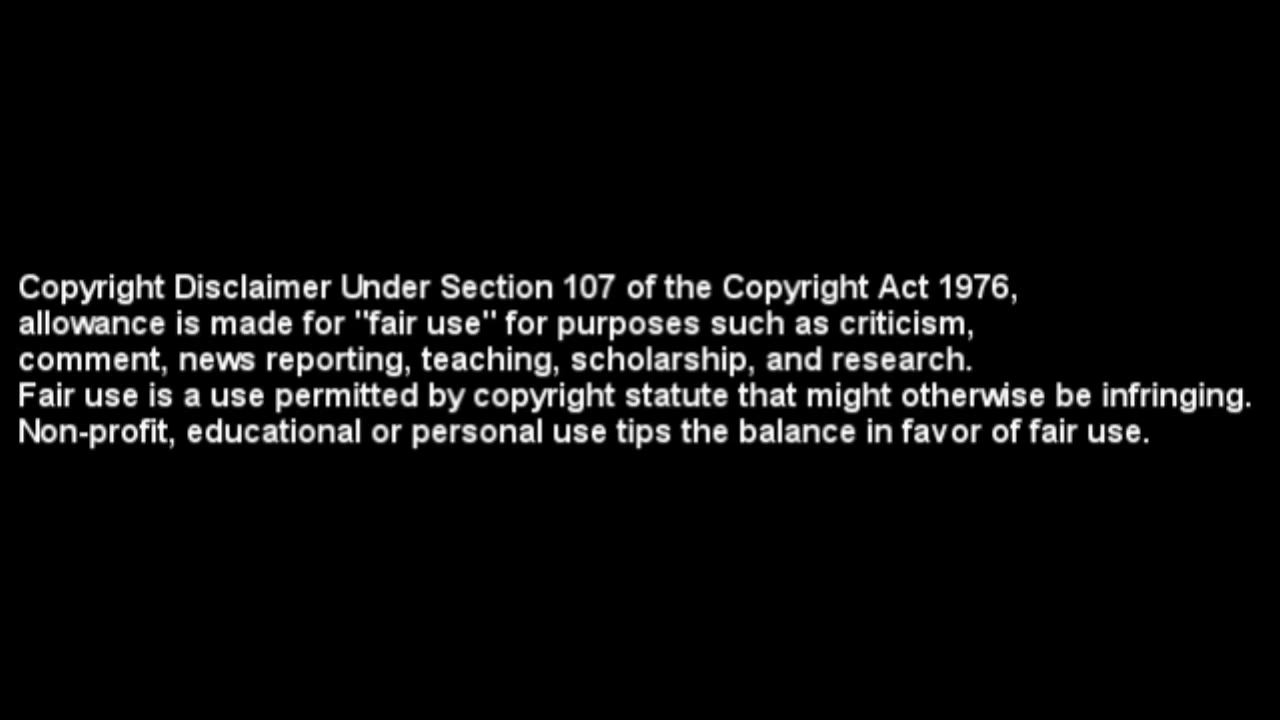 Copyright Disclaimer Under Section 107 of the Copyright Act 1976,
allowance is made for "fair use" for purposes such as criticism,
comment, news reporting, teaching, scholarship, and research.
Fair use is a use permitted by copyright statute that might otherwise be infringing.
Non-profit, educational or personal use tips the balance in favor of fair use.